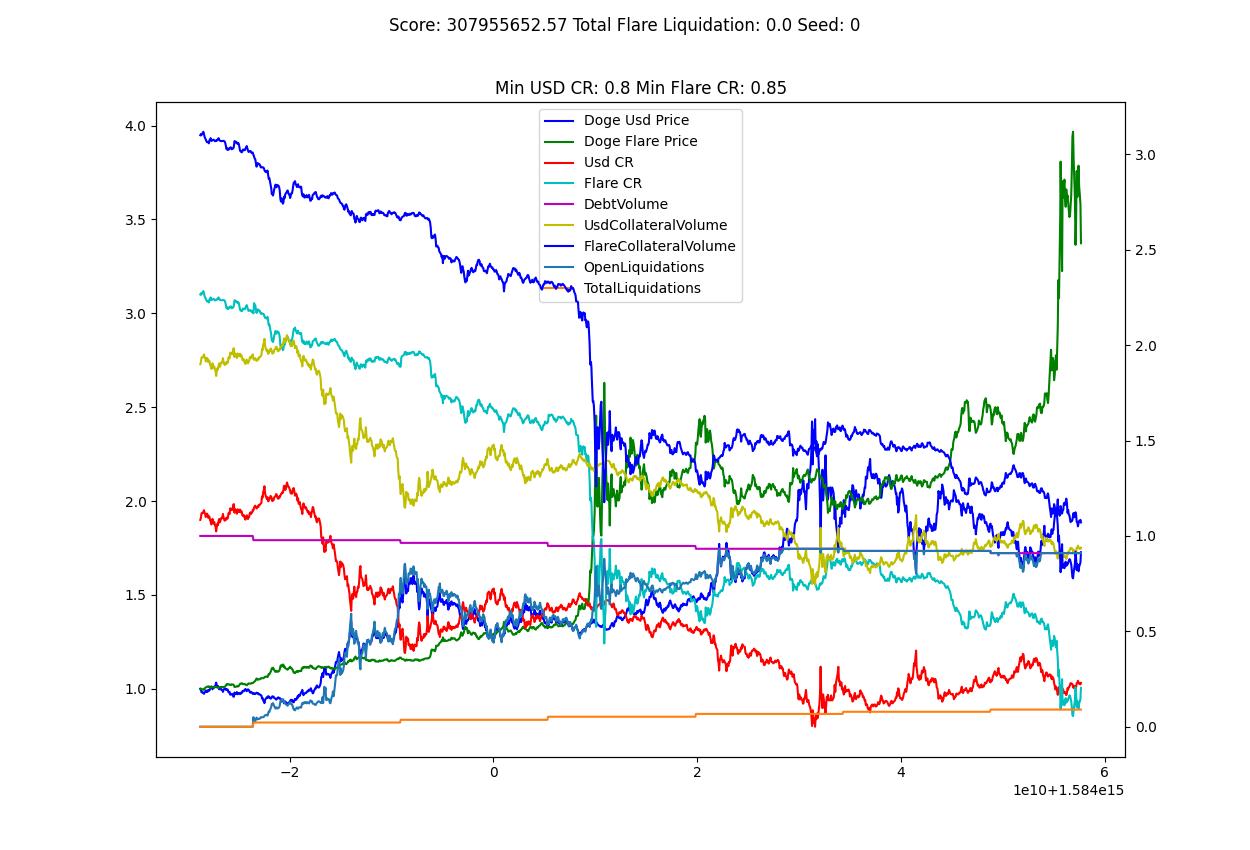 Score: 307955652.57 Total Flare Liquidation: 0.0 Seed: 0
Min USD CR: 0.8 Min Flare CR: 0.85
Doge Usd Price
Doge Flare Price
Usd CR
Flare CR
DebtVolume
UsdCollateralVolume
FlareCollateralVolume
OpenLiquidations
TotalLiquidations
4.0
3.5
3.0
2.5
2.0
1.5
1.0
3.0
2.5
2.0
1.5
1.0
0.5
0.0
−2 0 2 4 6
1e10+1.584e15